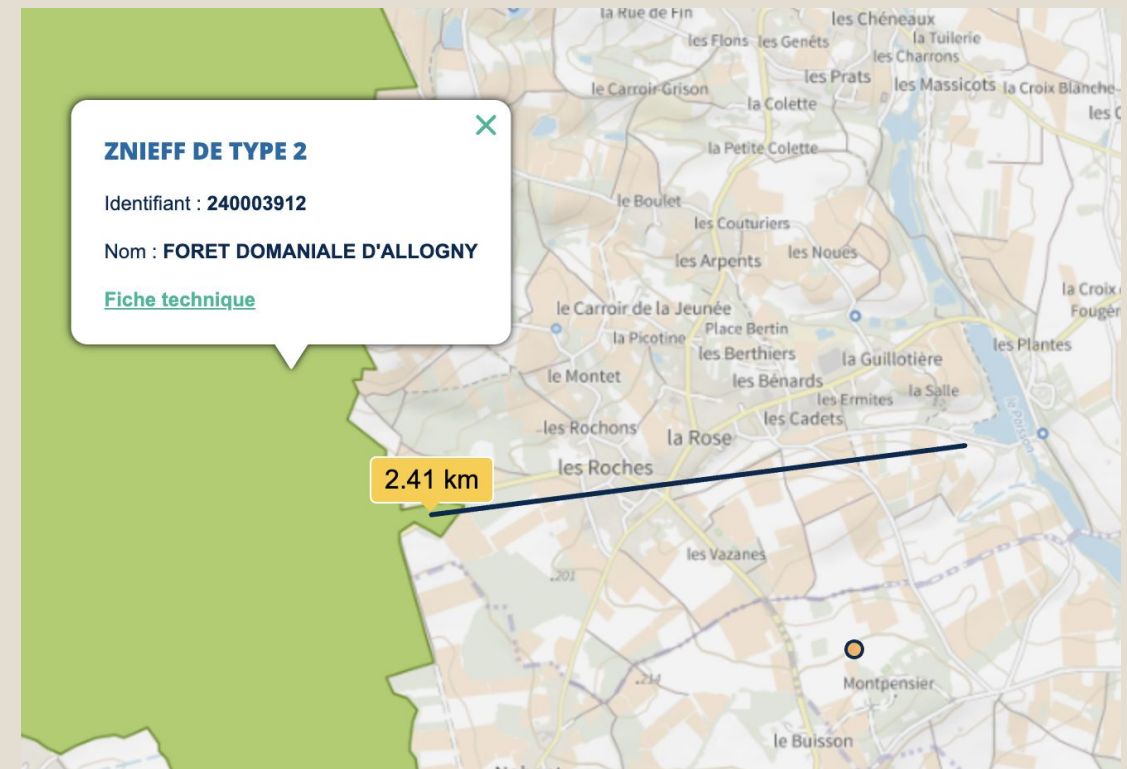 la Rue de Fin
les Chéneaux
la Tuilerie
les Flons
les Genêts
les Charrons
les Prats
les Massicots
la Croix Blanche
le Carroir Grison
la Colette
la Petite Colette
ZNIEFF DE TYPE 2
Identifiant : 240003912
Nom : FORET DOMANIALE D'ALLOGNY
Fiche technique
le Boulet
les Couturiers
les Arpents
les Noues
la Croix
Fougèr
le Carroir de la Jeunée
la Picotine
Place Bertin
les Berthiers
la Guillotière
les Plantes
le Montet
les Bénards
les Ermites
la Salle
les Cadets
le Poisson
les Rochons
la Rose
les Roches
2.41 km
les Vazanes
.201
.214
Montpensier
le Buisson